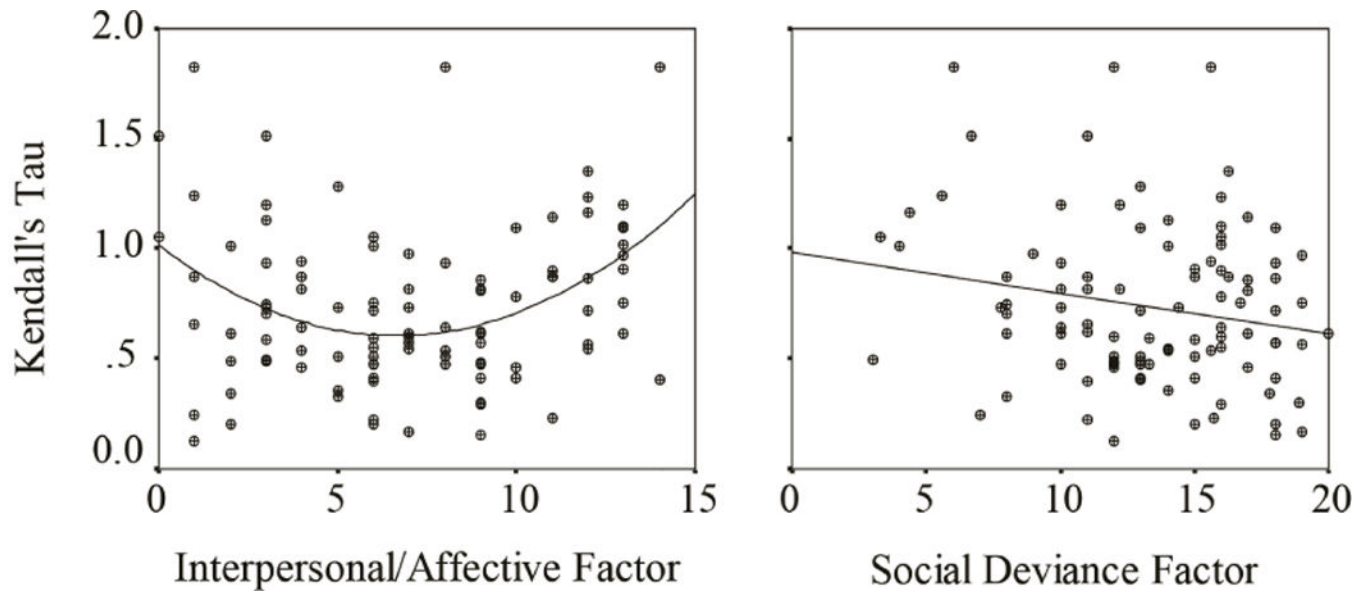 Kendall's Tau
2.0
1.5
1.0
.5
0.0
0 5 10 15
0 5 10 15 20
Interpersonal/Affective Factor
Social Deviance Factor